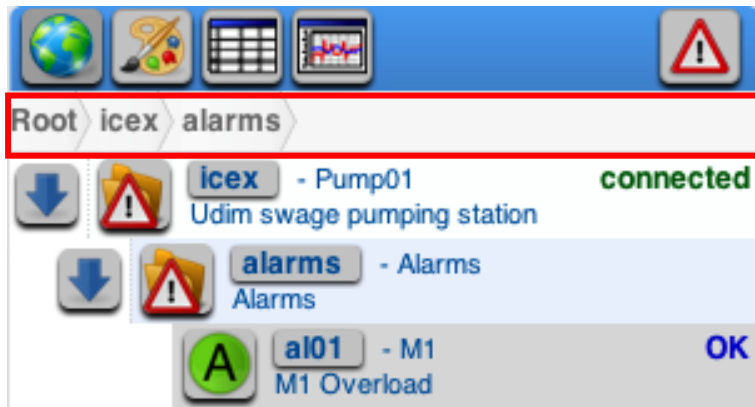 Root icex alarms
icex - Pump01 connected
Udim swage pumping station
alarms - Alarms
Alarms
A al01 - M1 OK
M1 Overload